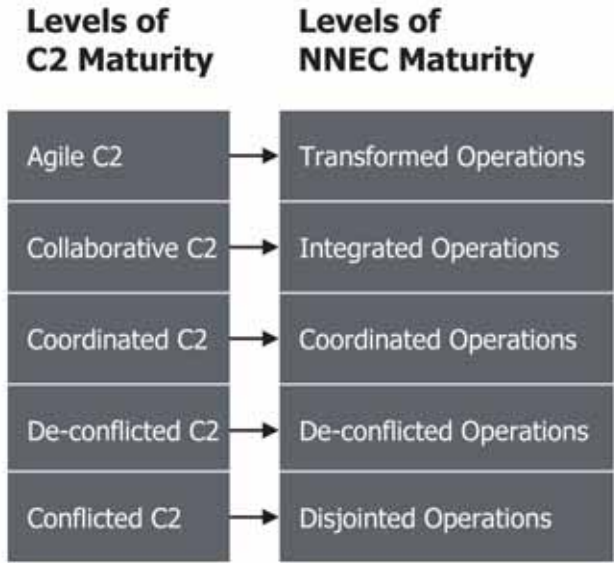 Levels of
C2 Maturity
Levels of
NNEC Maturity
Agile C2
Transformed Operations
Collaborative C2
Integrated Operations
Coordinated C2
Coordinated Operations
De-conflicted C2
De-conflicted Operations
Conflicted C2
Disjointed Operations